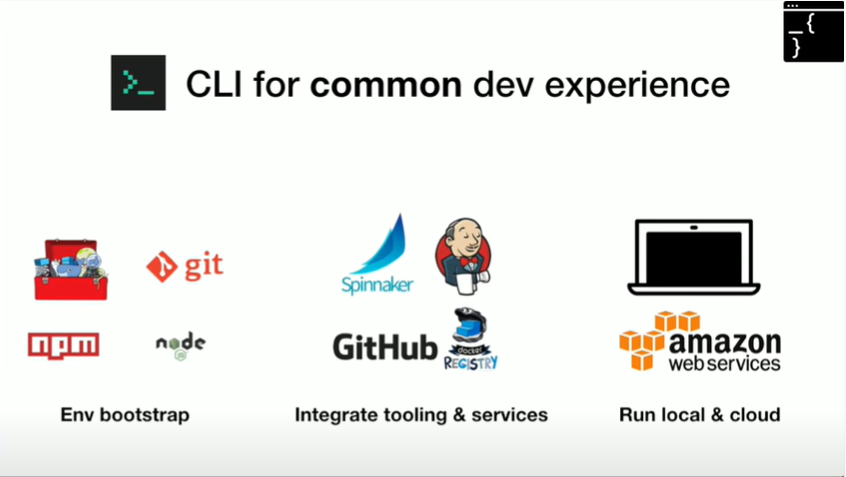 _{
}
>_ CLI for common dev experience
git
npm
node
JS
Spinnaker
GitHub
docker
REGISTRY
amazon
web services
Env bootstrap
Integrate tooling & services
Run local & cloud